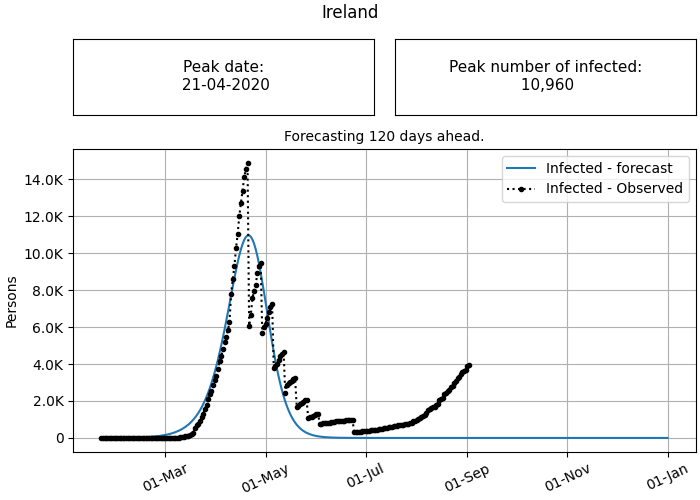 Ireland
Peak date:
21-04-2020
Peak number of infected:
10,960
Forecasting 120 days ahead.
Infected - forecast
Infected - Observed
Persons
14.0K
12.0K
10.0K
8.0K
6.0K
4.0K
2.0K
0
01-Mar
01-May
01-Jul
01-Sep
01-Nov
01-Jan